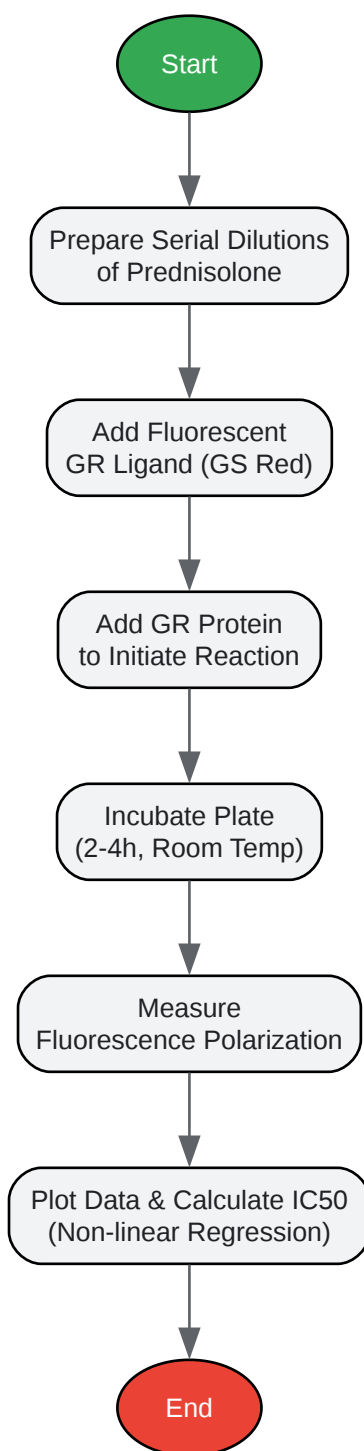 Start
Prepare Serial Dilutions
of Prednisolone
Add Fluorescent
GR Ligand (GS Red)
Add GR Protein
to Initiate Reaction
Incubate Plate
(2-4h, Room Temp)
Measure
Fluorescence Polarization
Plot Data & Calculate IC50
(Non-linear Regression)
End